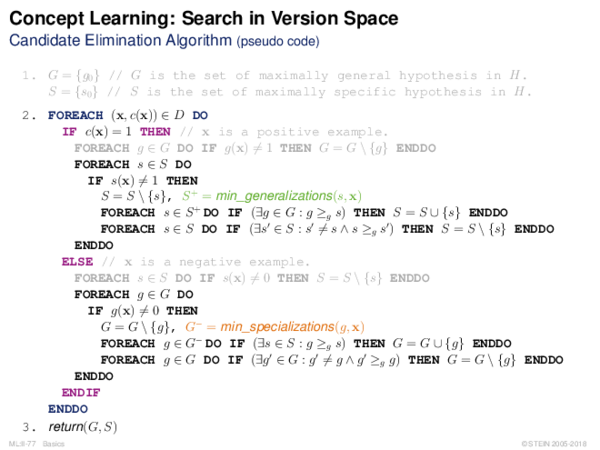 Concept Learning: Search in Version Space
Candidate Elimination Algorithm (pseudo code)
1. G = {g₀} // G is the set of maximally general hypothesis in H.
S = {s₀} // S is the set of maximally specific hypothesis in H.
2. FOREACH (x, c(x)) ∈ D DO
IF c(x) = 1 THEN // x is a positive example.
FOREACH g ∈ G DO IF g(x) ≠ 1 THEN G = G \ {g} ENDDO
FOREACH s ∈ S DO
IF s(x) ≠ 1 THEN
S = S \ {s}, S⁺ = min_generalizations(s, x)
FOREACH s ∈ S⁺ DO IF (∃g ∈ G : g ≥g s) THEN S = S ∪ {s} ENDDO
FOREACH s ∈ S DO IF (∃s′ ∈ S : s′ ≠ s ∧ s ≥g s′) THEN S = S \ {s} ENDDO
ENDDO
ELSE // x is a negative example.
FOREACH s ∈ S DO IF s(x) ≠ 0 THEN S = S \ {s} ENDDO
FOREACH g ∈ G DO
IF g(x) ≠ 0 THEN
G = G \ {g}, G⁻ = min_specializations(g, x)
FOREACH g ∈ G⁻ DO IF (∃s ∈ S : g ≥g s) THEN G = G ∪ {g} ENDDO
FOREACH g ∈ G DO IF (∃g′ ∈ G : g′ ≠ g ∧ g′ ≥g g) THEN G = G \ {g} ENDDO
ENDDO
ENDIF
ENDDO
3. return(G, S)
ML:II-77 Basics © STEIN 2005-2018